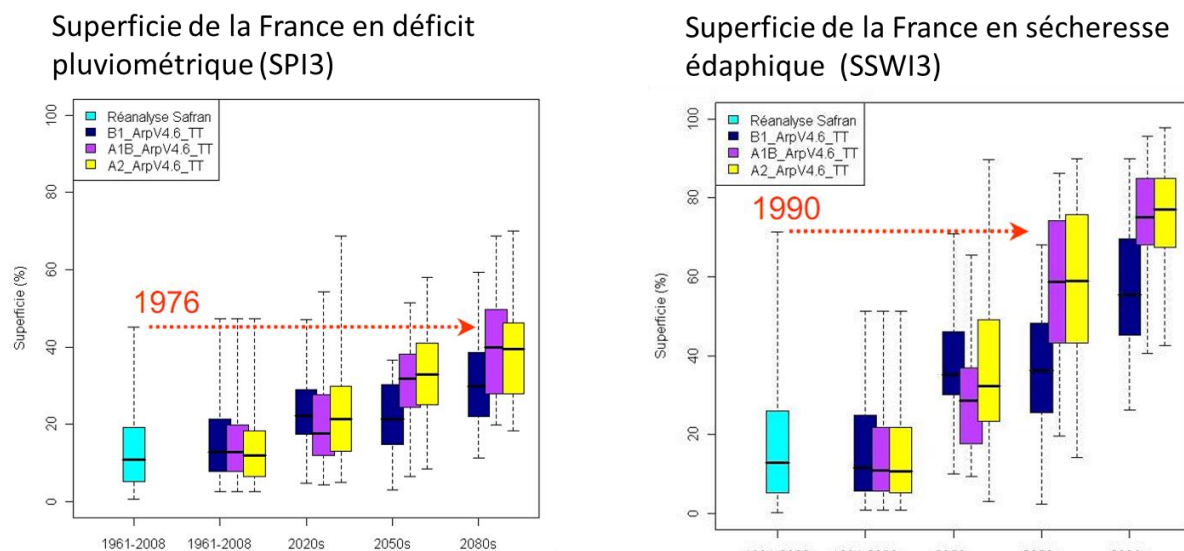 Superficie de la France en déficit
pluviométrique (SPI3)
100
80
60
40
20
0
Superficie (%)
Réanalyse Safran
B1_ArpV4.6_TT
A1B_ArpV4.6_TT
A2_ArpV4.6_TT
1976
1961-2008
1961-2008
2020s
2050s
2080s
Superficie de la France en sécheresse
édaphique (SSWI3)
100
80
60
40
20
0
Superficie (%)
Réanalyse Safran
B1_ArpV4.6_TT
A1B_ArpV4.6_TT
A2_ArpV4.6_TT
1990